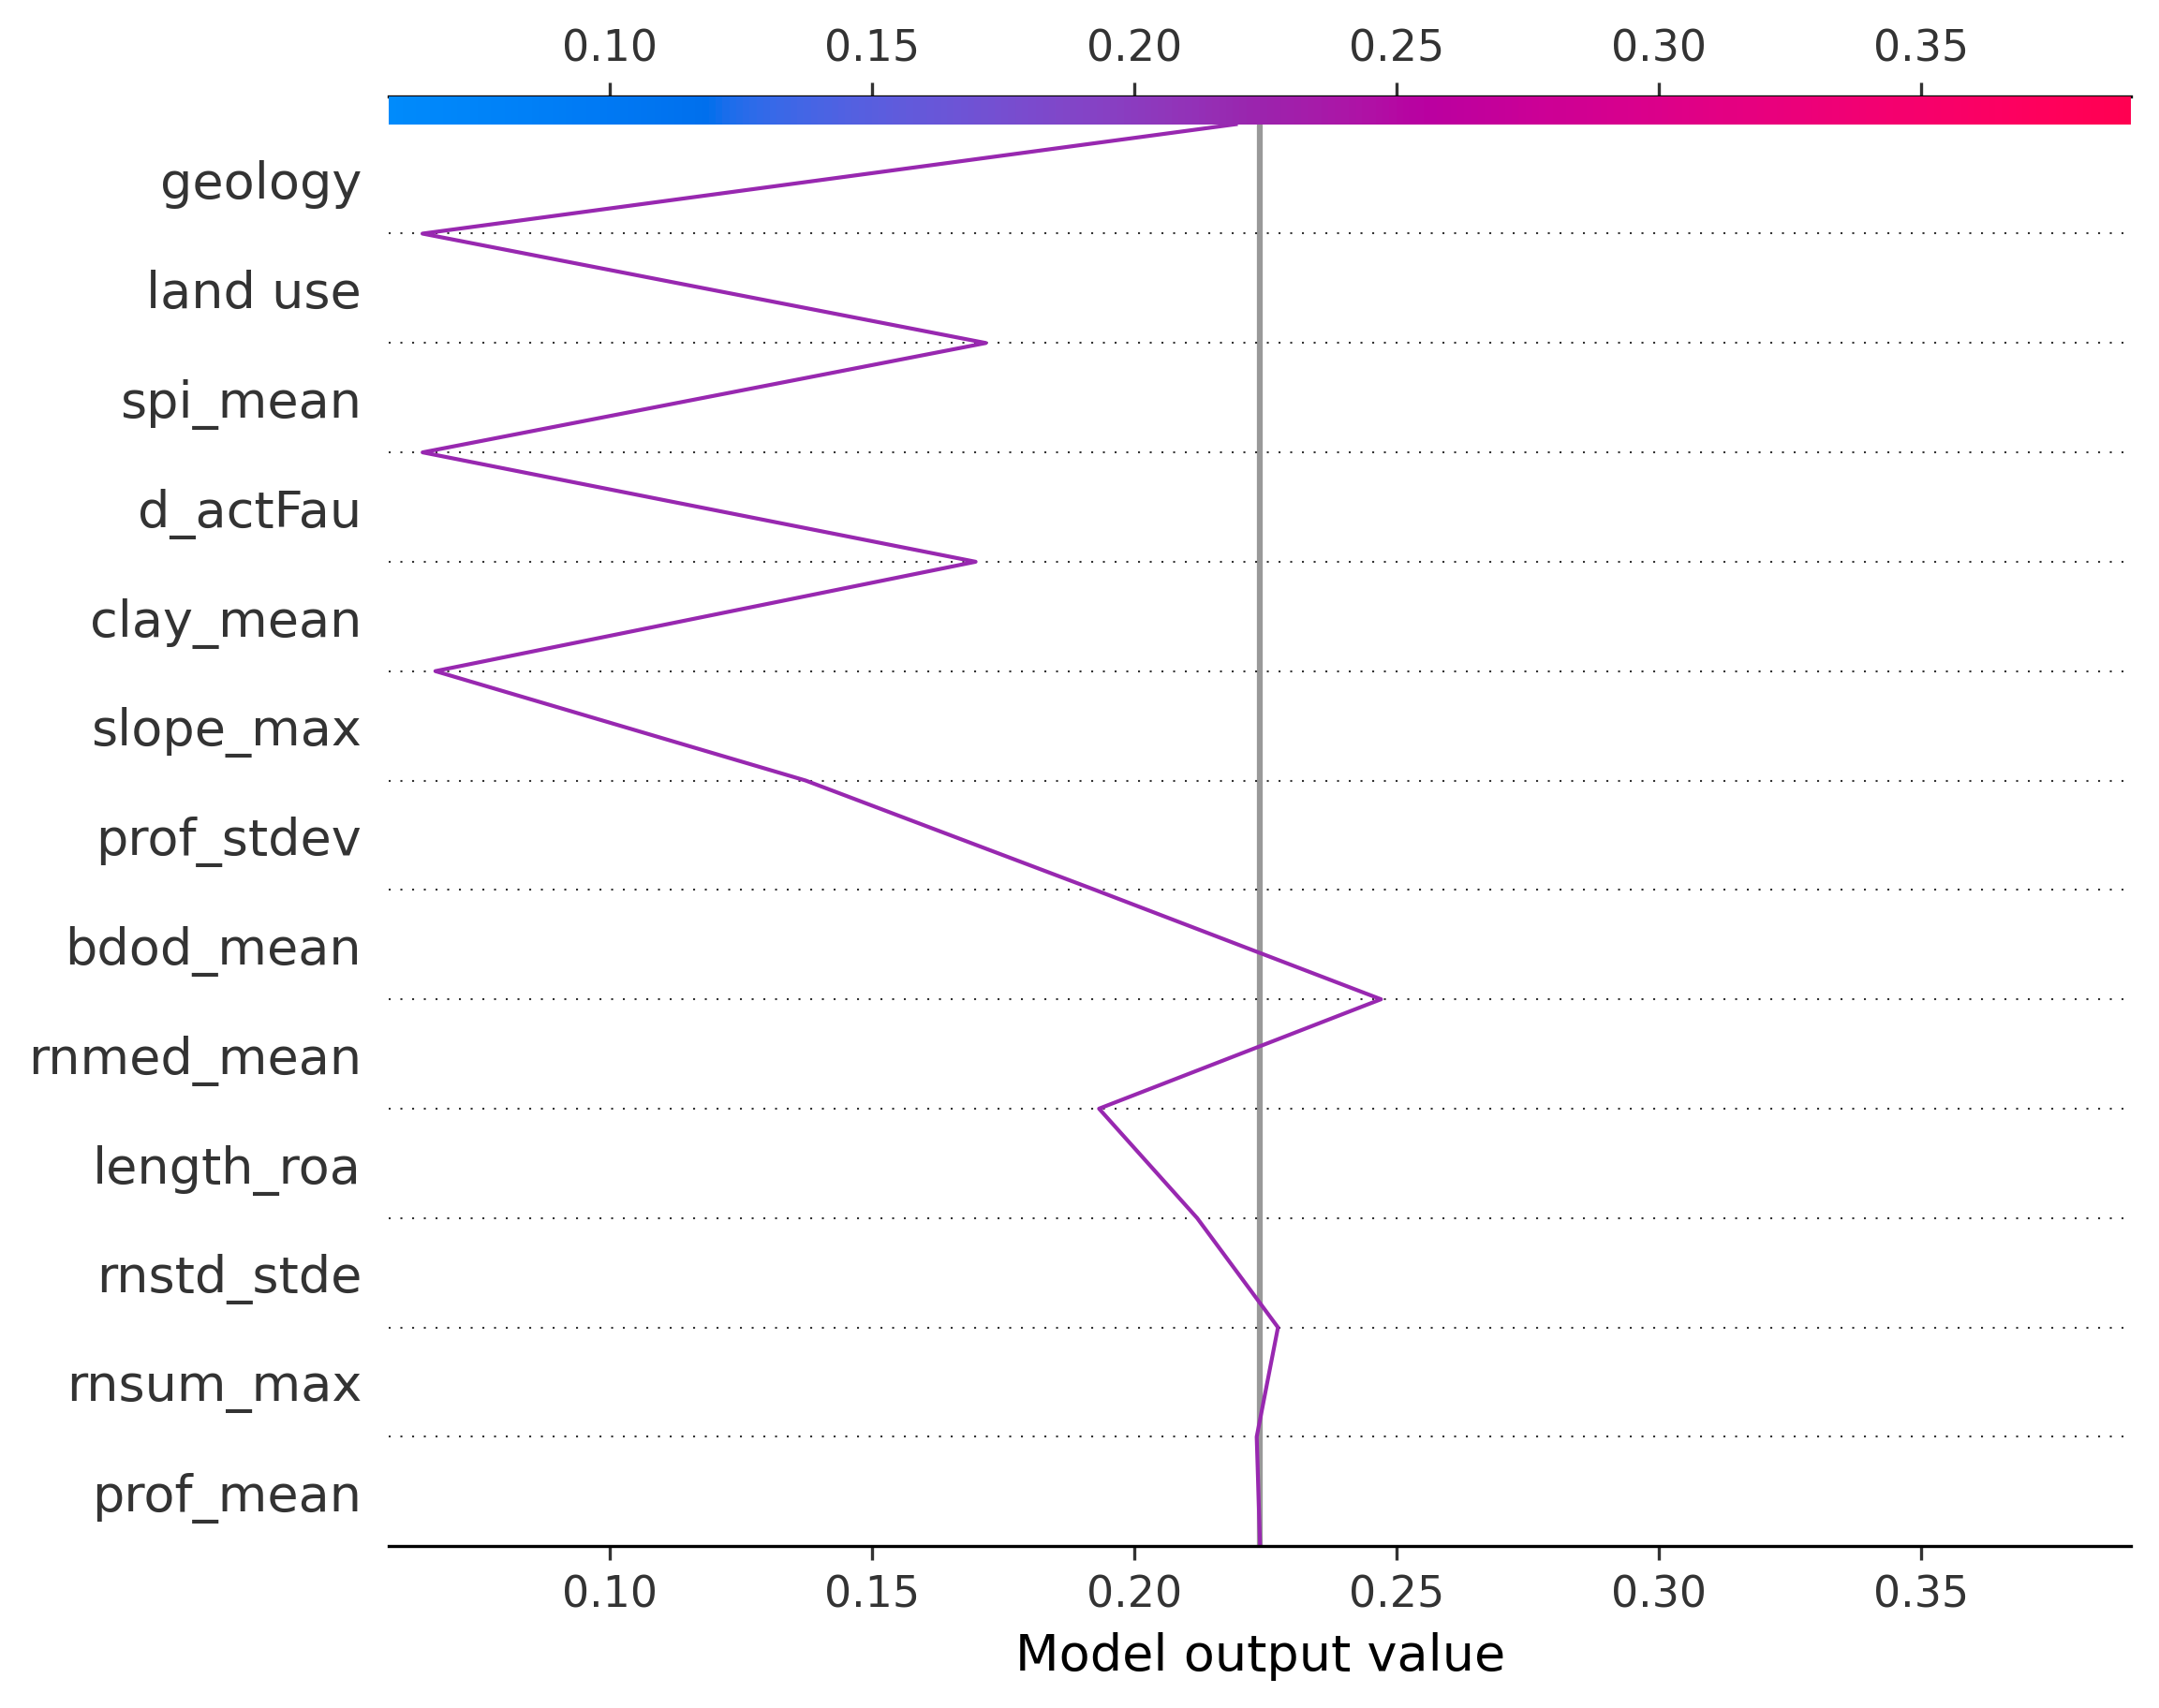 0.10 0.15 0.20 0.25 0.30 0.35
geology
land use
spi_mean
d_actFau
clay_mean
slope_max
prof_stdev
bdod_mean
rnmed_mean
length_roa
rnstd_stde
rnsum_max
prof_mean
0.10 0.15 0.20 0.25 0.30 0.35
Model output value